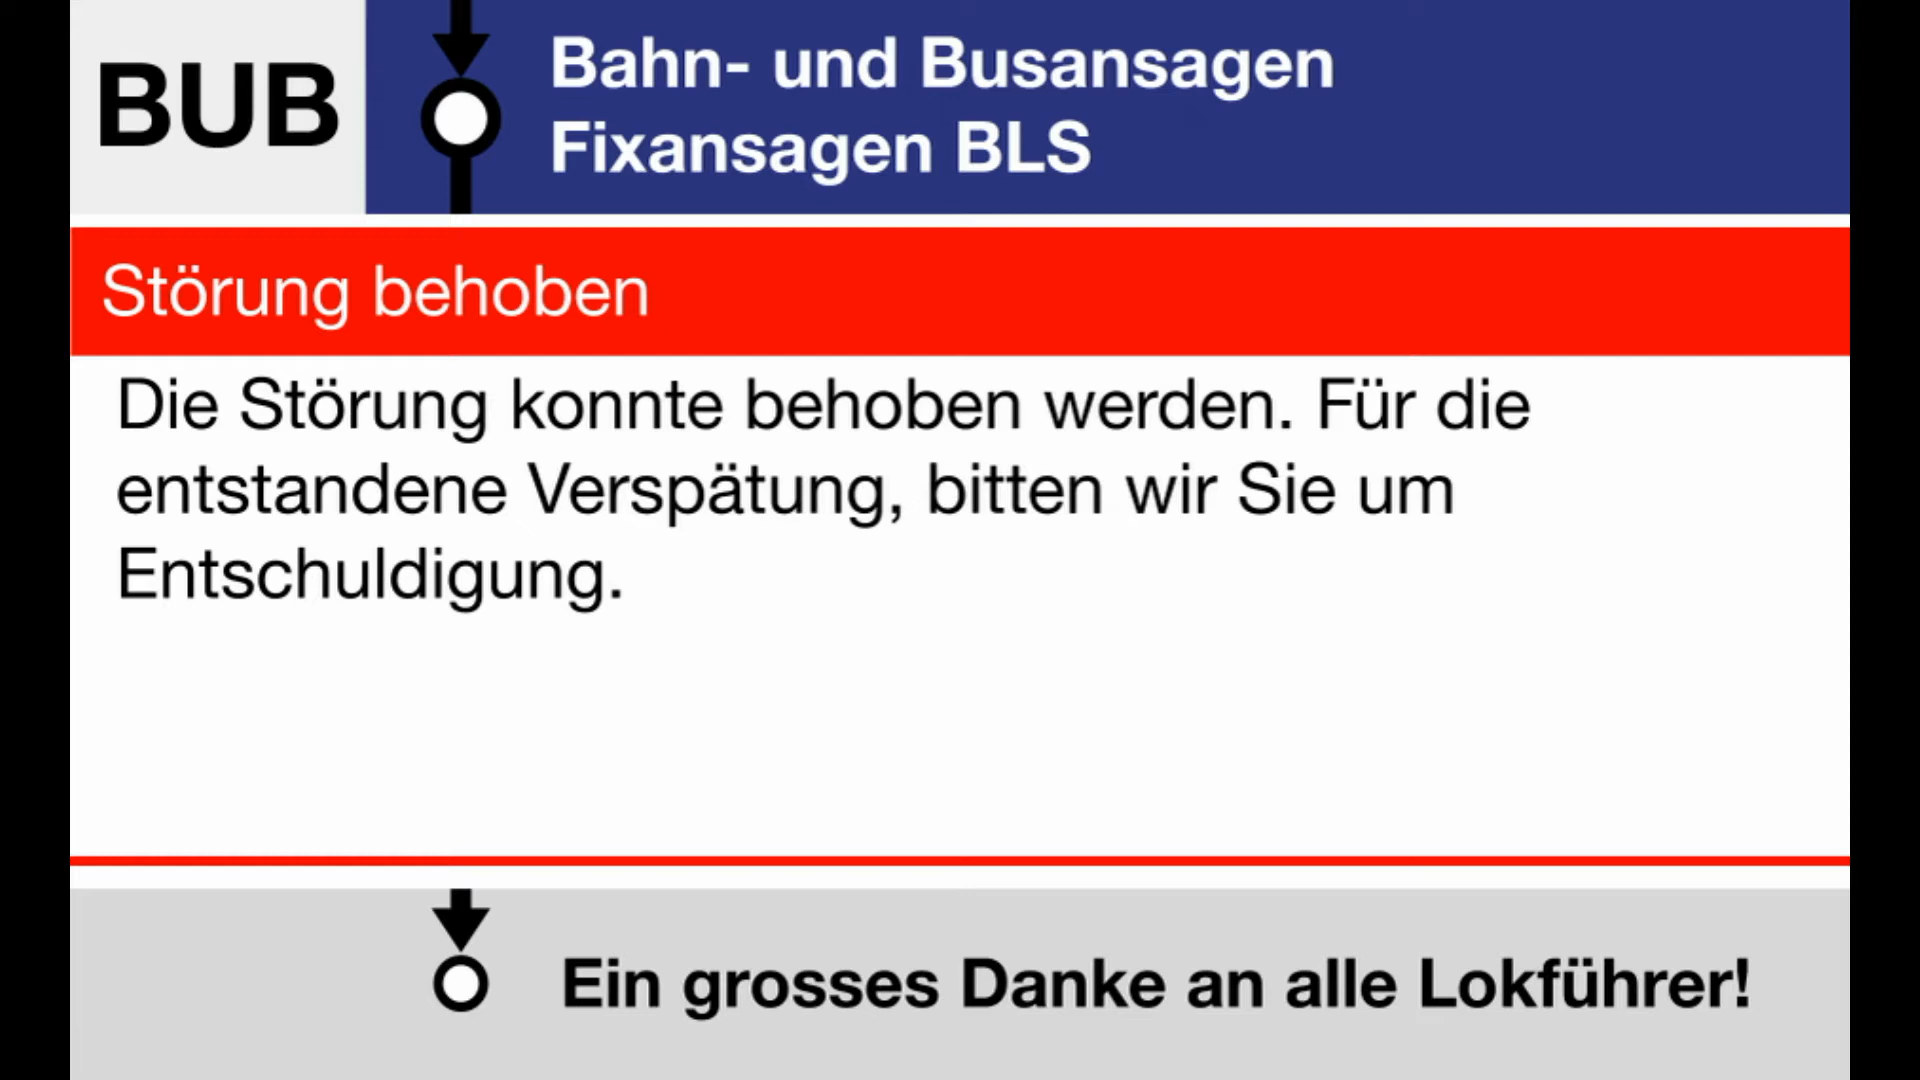 BUB
Bahn- und Busansagen
Fixansagen BLS
Störung behoben
Die Störung konnte behoben werden. Für die
entstandene Verspätung, bitten wir Sie um
Entschuldigung.
Ein grosses Danke an alle Lokführer!